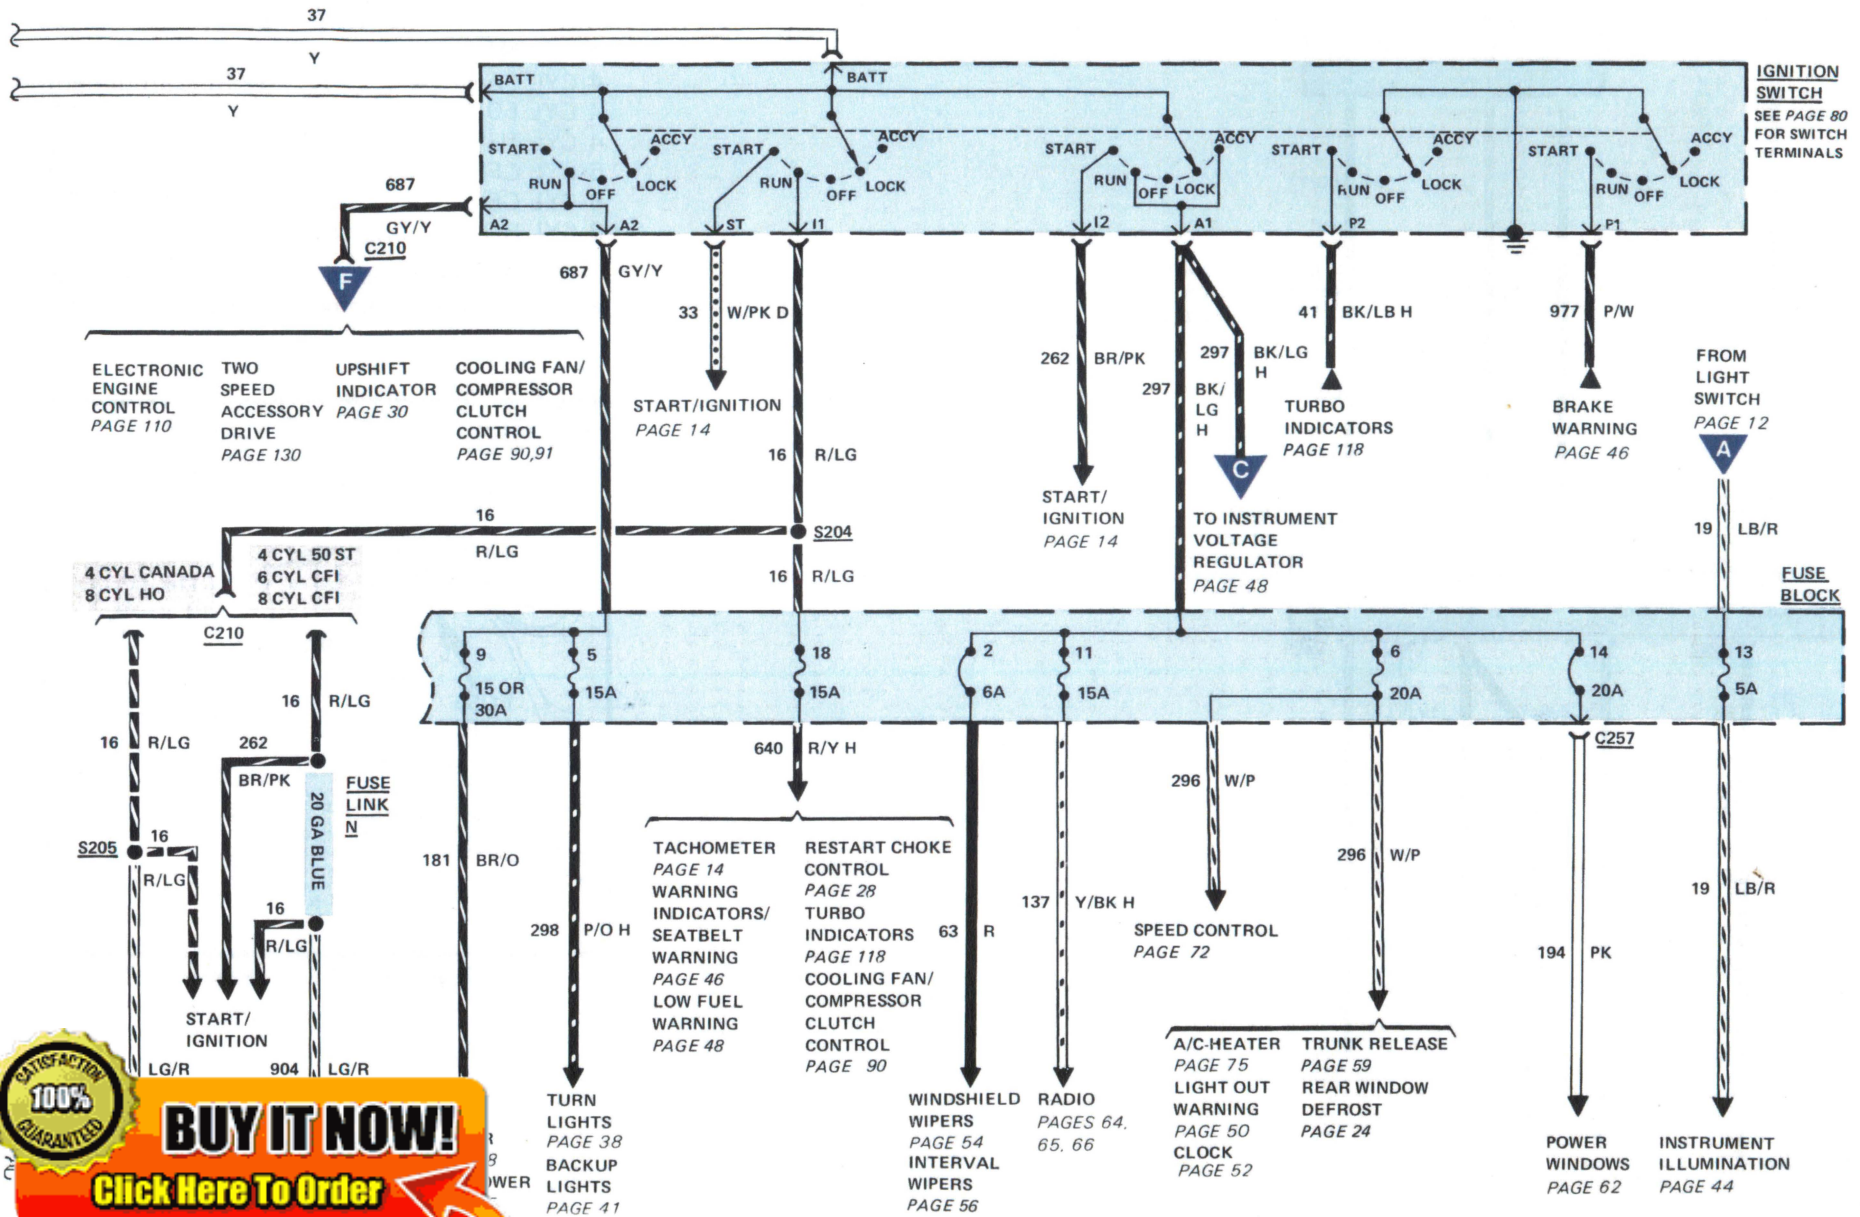 37
Y
37
Y
BATT
BATT
IGNITION
SWITCH
SEE PAGE 80
FOR SWITCH
TERMINALS
START
RUN
OFF
LOCK
ACCY
START
RUN
OFF
LOCK
ACCY
START
RUN
OFF
LOCK
ACCY
START
RUN
OFF
LOCK
ACCY
START
RUN
OFF
LOCK
ACCY
A2
A2
ST
I1
I2
A1
P2
P1
687
GY/Y
C210
F
687
GY/Y
33
W/PK D
16
R/LG
262
BR/PK
297
BK/
LG
H
297
BK/LG
H
41
BK/LB H
977
P/W
ELECTRONIC
ENGINE
CONTROL
PAGE 110
TWO
SPEED
ACCESSORY
DRIVE
PAGE 130
UPSHIFT
INDICATOR
PAGE 30
COOLING FAN/
COMPRESSOR
CLUTCH
CONTROL
PAGE 90,91
START/IGNITION
PAGE 14
START/
IGNITION
PAGE 14
C
TO INSTRUMENT
VOLTAGE
REGULATOR
PAGE 48
TURBO
INDICATORS
PAGE 118
BRAKE
WARNING
PAGE 46
FROM
LIGHT
SWITCH
PAGE 12
A
19
LB/R
16
R/LG
S204
16
R/LG
4 CYL CANADA
8 CYL HO
4 CYL 50 ST
6 CYL CFI
8 CYL CFI
C210
FUSE
BLOCK
9
15 OR
30A
5
15A
18
15A
2
6A
11
15A
6
20A
14
20A
13
5A
C257
16
R/LG
16
R/LG
262
BR/PK
FUSE
LINK
N
20 GA BLUE
S205
16
R/LG
16
R/LG
START/
IGNITION
LG/R
904
LG/R
181
BR/O
298
P/O H
640
R/Y H
63
R
137
Y/BK H
296
W/P
296
W/P
194
PK
19
LB/R
TACHOMETER
PAGE 14
WARNING
INDICATORS/
SEATBELT
WARNING
PAGE 46
LOW FUEL
WARNING
PAGE 48
RESTART CHOKE
CONTROL
PAGE 28
TURBO
INDICATORS
PAGE 118
COOLING FAN/
COMPRESSOR
CLUTCH
CONTROL
PAGE 90
SPEED CONTROL
PAGE 72
A/C-HEATER
PAGE 75
LIGHT OUT
WARNING
PAGE 50
CLOCK
PAGE 52
TRUNK RELEASE
PAGE 59
REAR WINDOW
DEFROST
PAGE 24
TURN
LIGHTS
PAGE 38
BACKUP
LIGHTS
PAGE 41
WINDSHIELD
WIPERS
PAGE 54
INTERVAL
WIPERS
PAGE 56
RADIO
PAGES 64,
65, 66
POWER
WINDOWS
PAGE 62
INSTRUMENT
ILLUMINATION
PAGE 44
SATISFACTION
100%
GUARANTEED
BUY IT NOW!
Click Here To Order